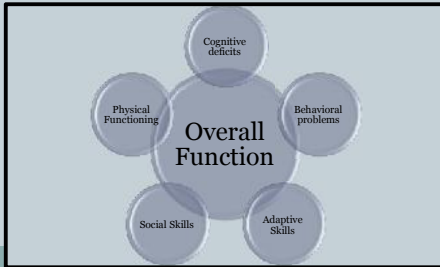 Cognitive
deficits
Physical
Functioning
Behavioral
problems
Overall
Function
Social Skills
Adaptive
Skills